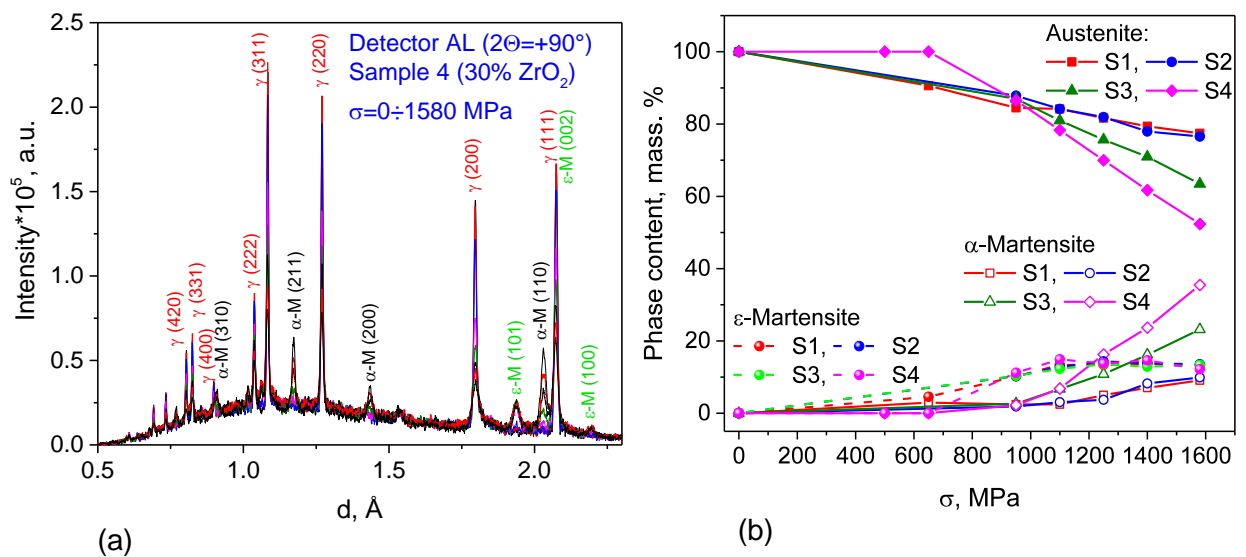 2.5
2.0
1.5
1.0
0.5
0.0
Intensity*10⁵, a.u.
Detector AL (2Θ=+90°)
Sample 4 (30% ZrO₂)
σ=0÷1580 MPa
γ (420)
γ (331)
γ (400)
α-M (310)
γ (222)
γ (311)
α-M (211)
γ (220)
α-M (200)
γ (200)
ε-M (101)
α-M (110)
γ (111)
ε-M (002)
ε-M (100)
0.5 1.0 1.5 2.0
d, Å
(a)
100
80
60
40
20
0
Phase content, mass. %
Austenite:
S1, S2
S3, S4
α-Martensite
S1, S2
S3, S4
ε-Martensite
S1, S2
S3, S4
0 200 400 600 800 1000 1200 1400 1600
σ, MPa
(b)